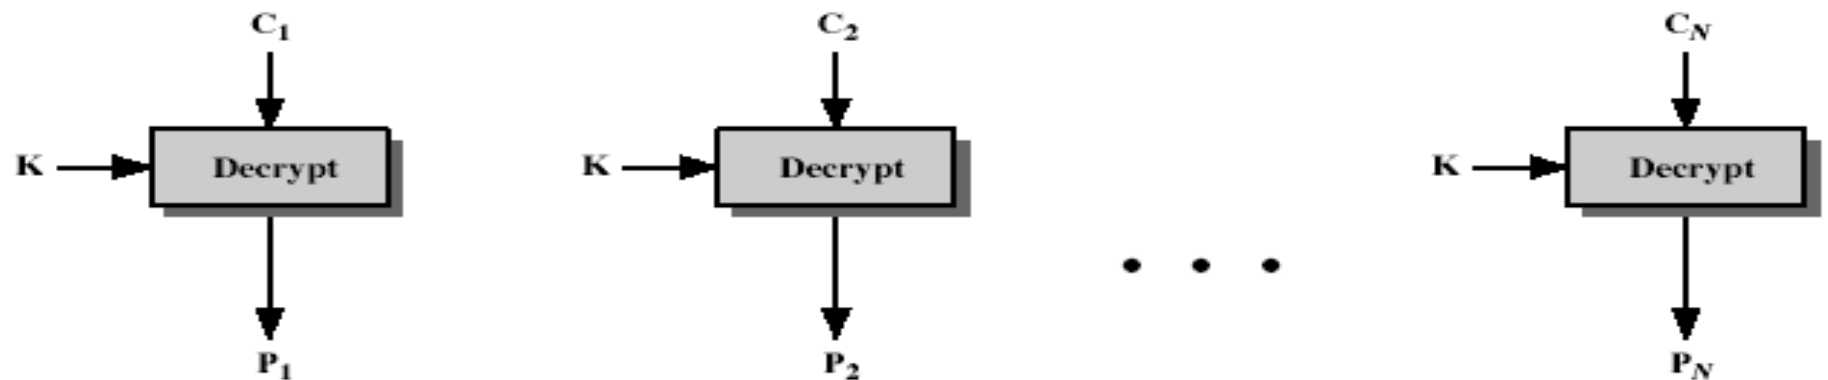 C1 C2 CN
K Decrypt K Decrypt K Decrypt
P1 P2 PN